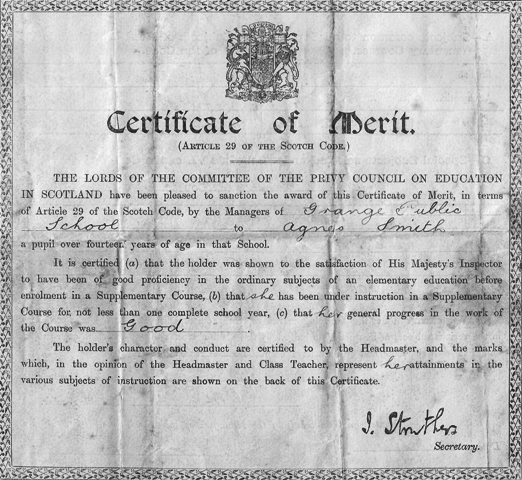 Certificate of Merit.
(ARTICLE 29 OF THE SCOTCH CODE.)
THE LORDS OF THE COMMITTEE OF THE PRIVY COUNCIL ON EDUCATION
IN SCOTLAND have been pleased to sanction the award of this Certificate of Merit, in terms
of Article 29 of the Scotch Code, by the Managers of Grange Public
School to Agnes Smith
a pupil over fourteen years of age in that School.
It is certified (a) that the holder was shown to the satisfaction of His Majesty's Inspector
to have been of good proficiency in the ordinary subjects of an elementary education before
enrolment in a Supplementary Course, (b) that she has been under instruction in a Supplementary
Course for not less than one complete school year, (c) that her general progress in the work of
the Course was Good.
The holder's character and conduct are certified to by the Headmaster, and the marks
which, in the opinion of the Headmaster and Class Teacher, represent her attainments in the
various subjects of instruction are shown on the back of this Certificate.
J. Struthers
Secretary.